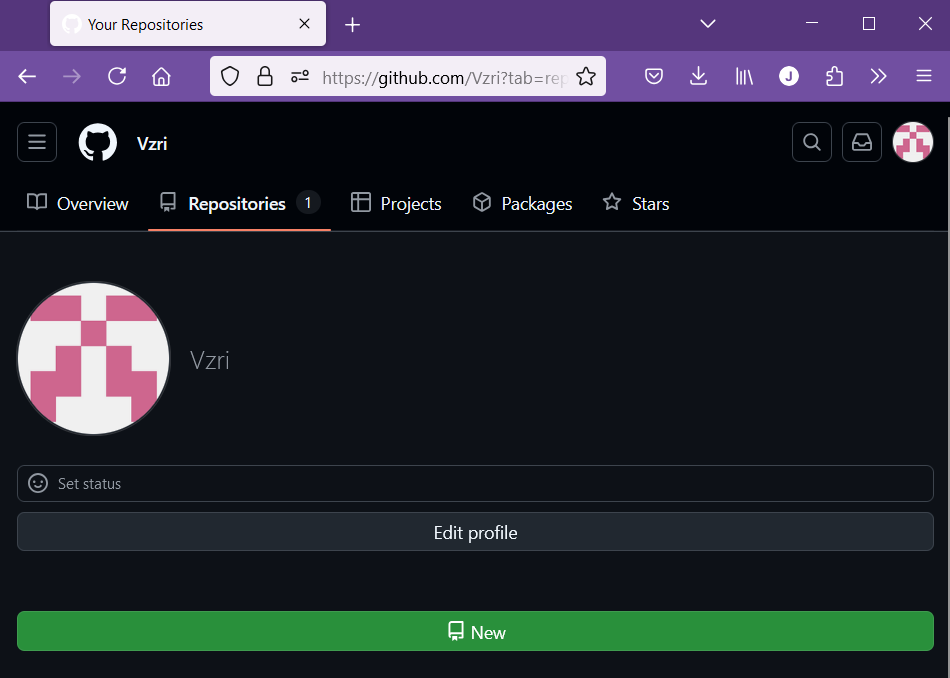 Your Repositories
https://github.com/Vzri?tab=rep
J
Vzri
Overview
Repositories 1
Projects
Packages
Stars
Vzri
Set status
Edit profile
New